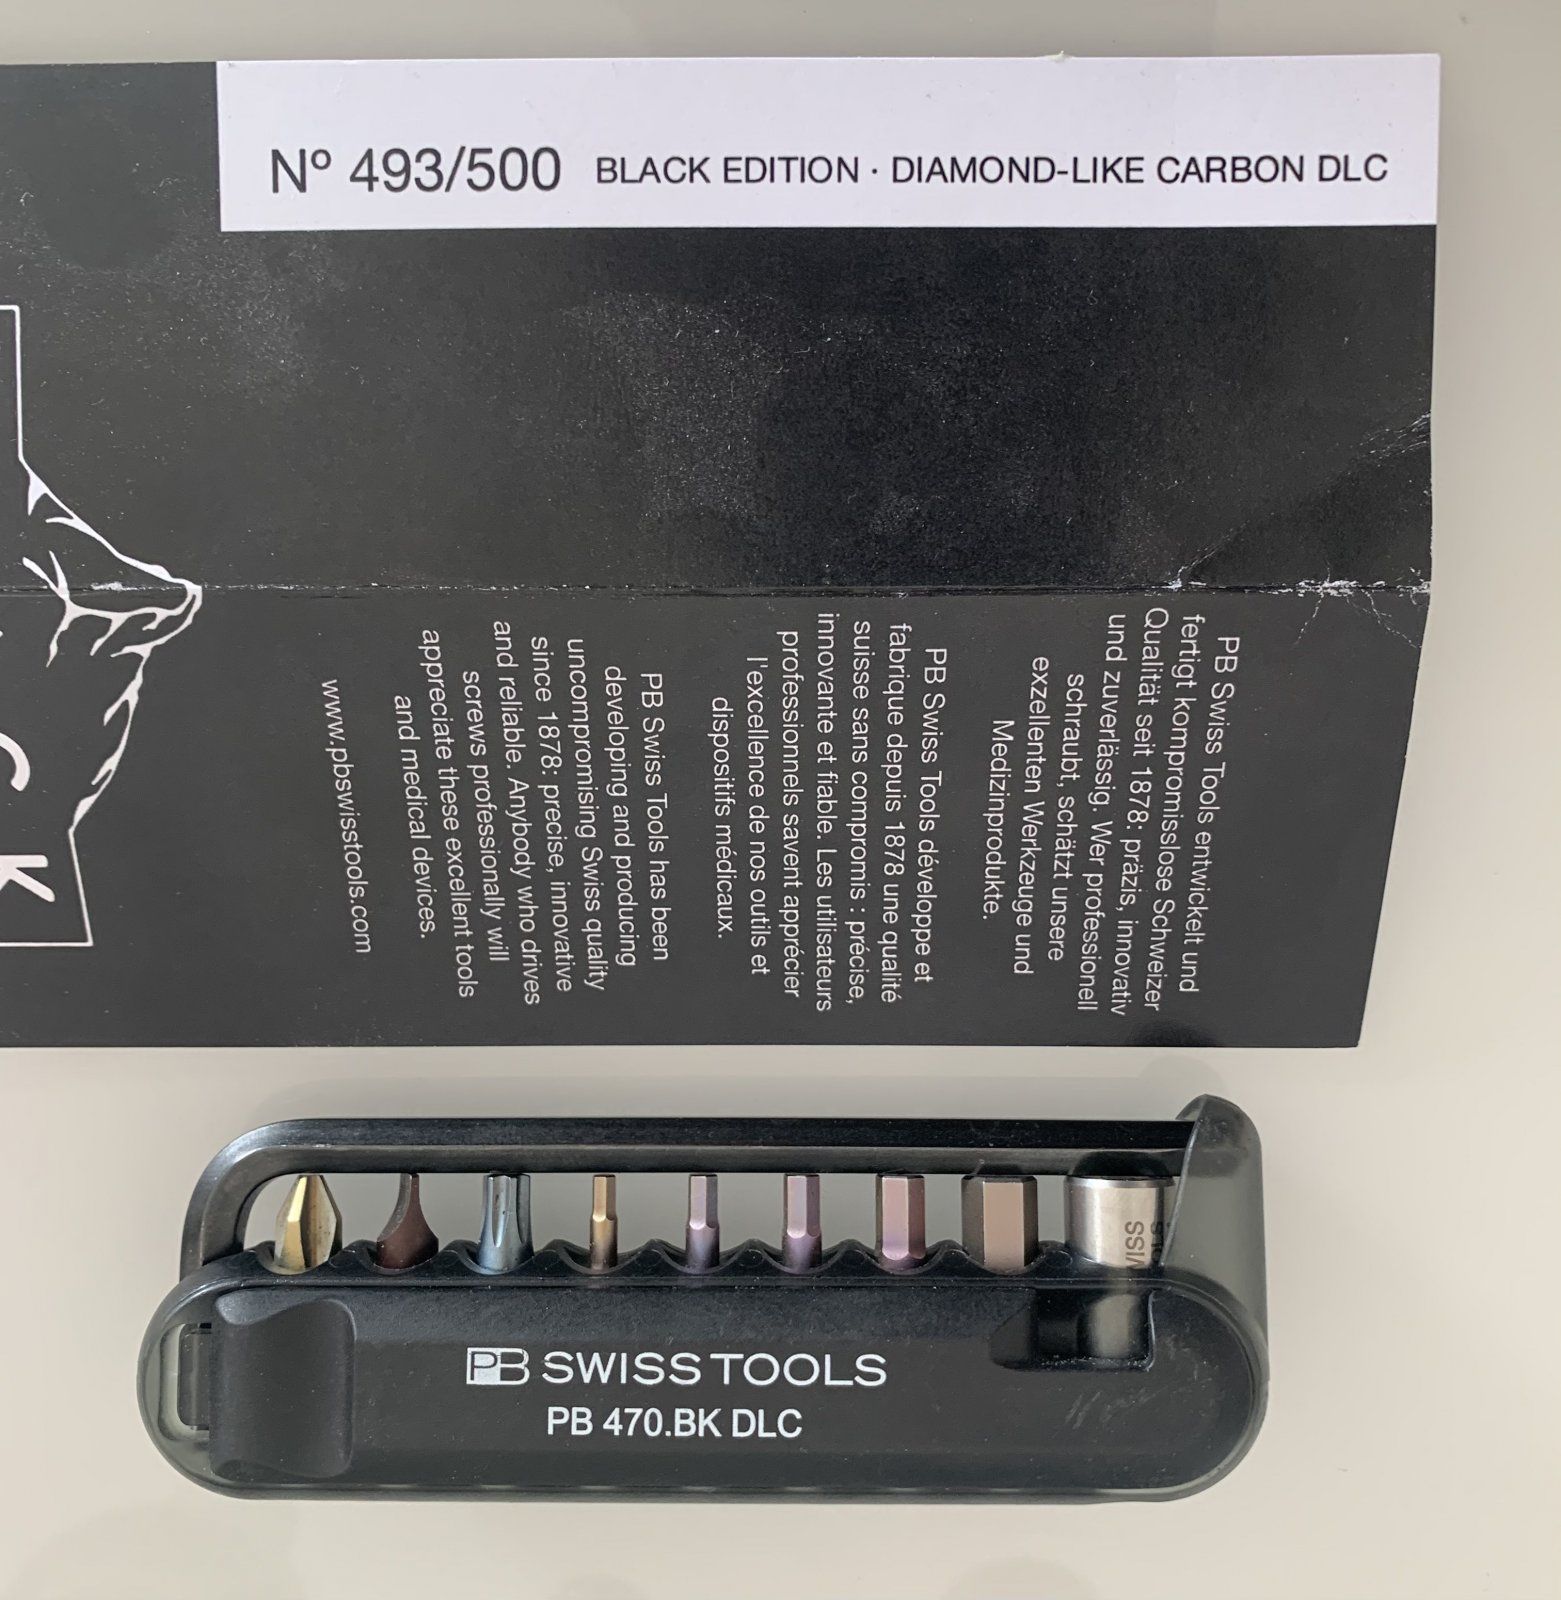 Nº 493/500 BLACK EDITION · DIAMOND-LIKE CARBON DLC
PB Swiss Tools entwickelt und
fertigt kompromisslose Schweizer
Qualität seit 1878: präzis, innovativ
und zuverlässig. Wer professionell
schraubt, schätzt unsere
exzellenten Werkzeuge und
Medizinprodukte.
PB Swiss Tools développe et
fabrique depuis 1878 une qualité
suisse sans compromis : précise,
innovante et fiable. Les utilisateurs
professionnels savent apprécier
l'excellence de nos outils et
dispositifs médicaux.
PB Swiss Tools has been
developing and producing
uncompromising Swiss quality
since 1878: precise, innovative
and reliable. Anybody who drives
screws professionally will
appreciate these excellent tools
and medical devices.
www.pbswisstools.com
C K
PB SWISS TOOLS
PB 470.BK DLC